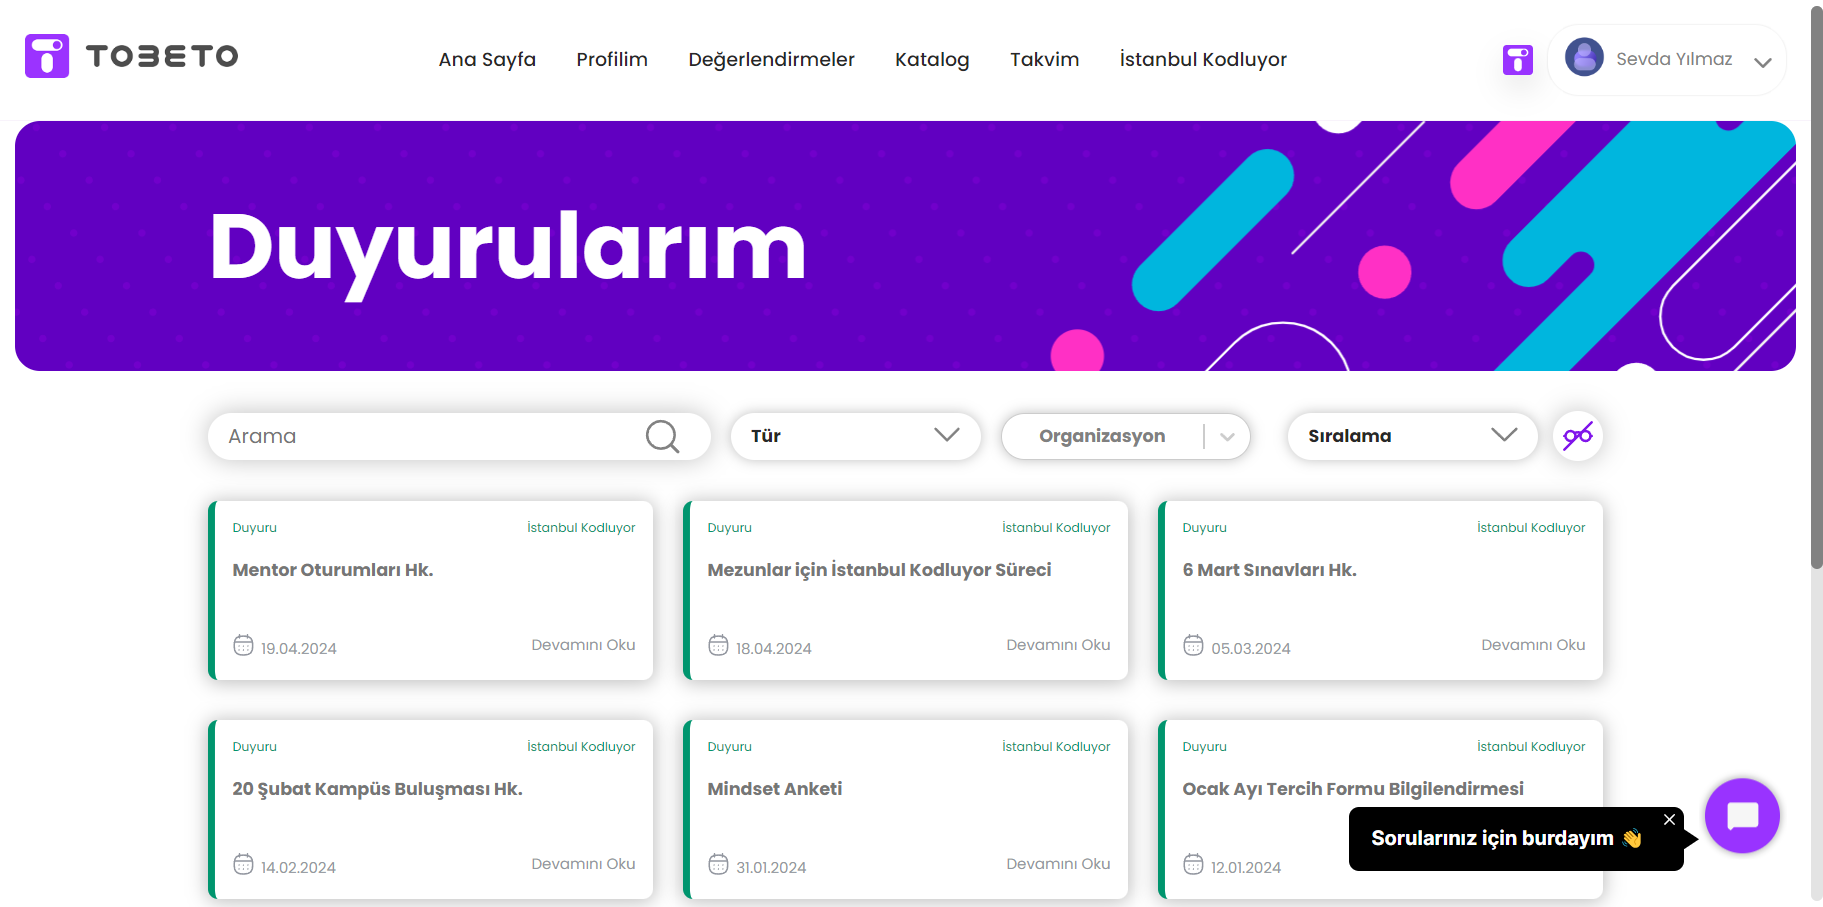 TOBETO
Ana Sayfa Profilim Değerlendirmeler Katalog Takvim İstanbul Kodluyor
Sevda Yılmaz
Duyurularım
Arama
Tür
Organizasyon
Sıralama
Duyuru İstanbul Kodluyor
Mentor Oturumları Hk.
19.04.2024 Devamını Oku
Duyuru İstanbul Kodluyor
Mezunlar için İstanbul Kodluyor Süreci
18.04.2024 Devamını Oku
Duyuru İstanbul Kodluyor
6 Mart Sınavları Hk.
05.03.2024 Devamını Oku
Duyuru İstanbul Kodluyor
20 Şubat Kampüs Buluşması Hk.
14.02.2024 Devamını Oku
Duyuru İstanbul Kodluyor
Mindset Anketi
31.01.2024 Devamını Oku
Duyuru İstanbul Kodluyor
Ocak Ayı Tercih Formu Bilgilendirmesi
12.01.2024
Sorularınız için burdayım 👋